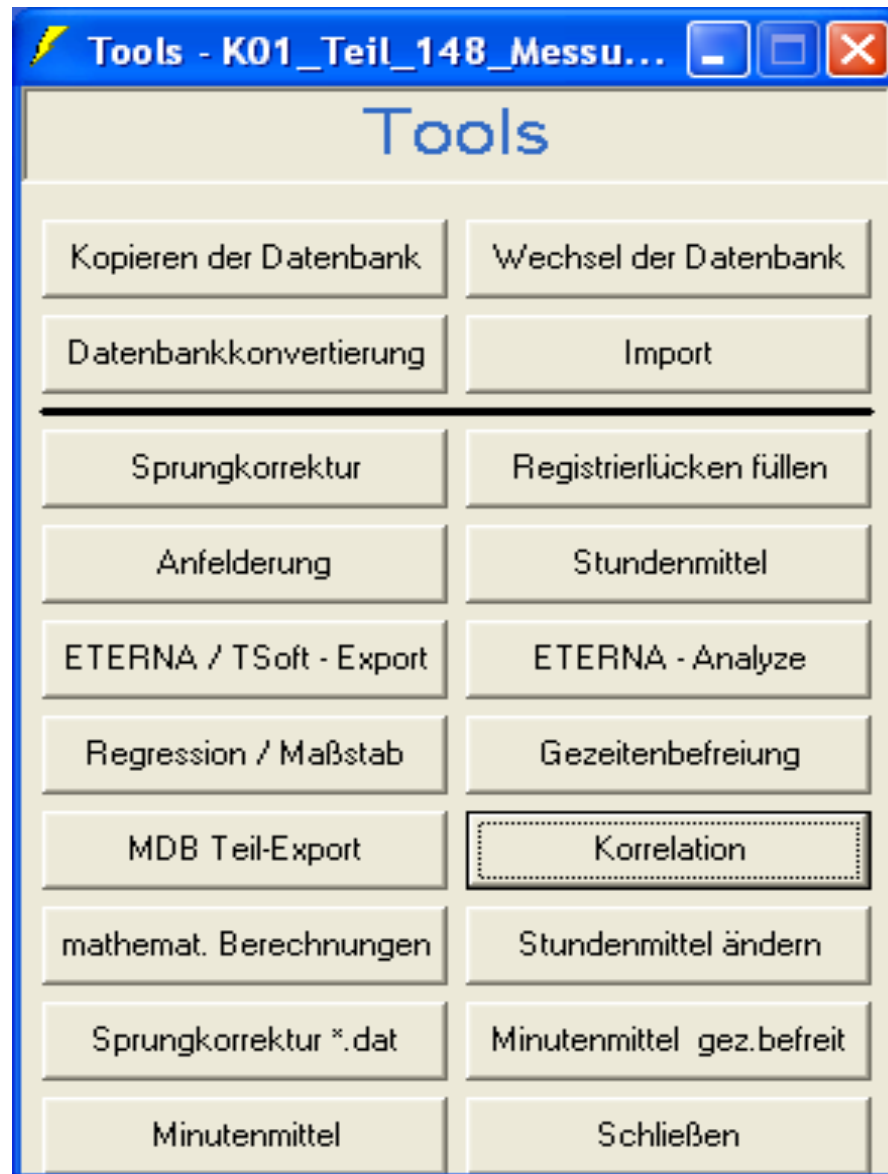 Tools - K01_Teil_148_Messu...
Tools
Kopieren der Datenbank
Wechsel der Datenbank
Datenbankkonvertierung
Import
Sprungkorrektur
Registrierlücken füllen
Anfelderung
Stundenmittel
ETERNA / TSoft - Export
ETERNA - Analyze
Regression / Maßstab
Gezeitenbefreiung
MDB Teil-Export
Korrelation
mathemat. Berechnungen
Stundenmittel ändern
Sprungkorrektur *.dat
Minutenmittel gez.befreit
Minutenmittel
Schließen